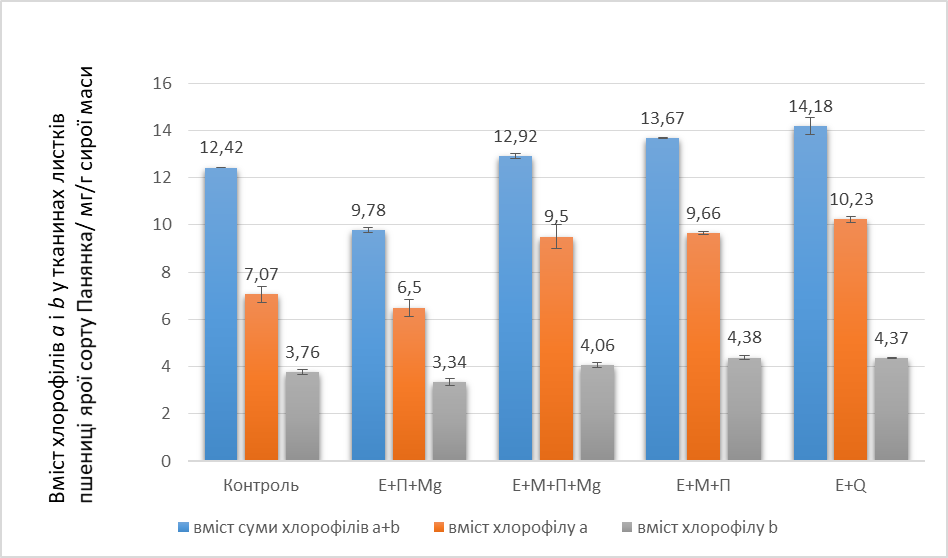 Вміст хлорофілів a і b у тканинах листків
пшениці ярої сорту Панянка/ мг/г сирої маси
16
14
12
10
8
6
4
2
0
12,42
7,07
3,76
9,78
6,5
3,34
12,92
9,5
4,06
13,67
9,66
4,38
14,18
10,23
4,37
Контроль
Е+П+Mg
Е+М+П+Mg
Е+М+П
Е+Q
вміст суми хлорофілів a+b
вміст хлорофілу a
вміст хлорофілу b